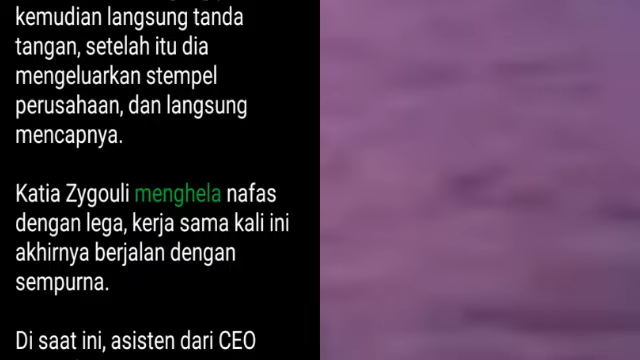 kemudian langsung tanda
tangan, setelah itu dia
mengeluarkan stempel
perusahaan, dan langsung
mencapnya.
Katia Zygouli menghela nafas
dengan lega, kerja sama kali ini
akhirnya berjalan dengan
sempurna.
Di saat ini, asisten dari CEO